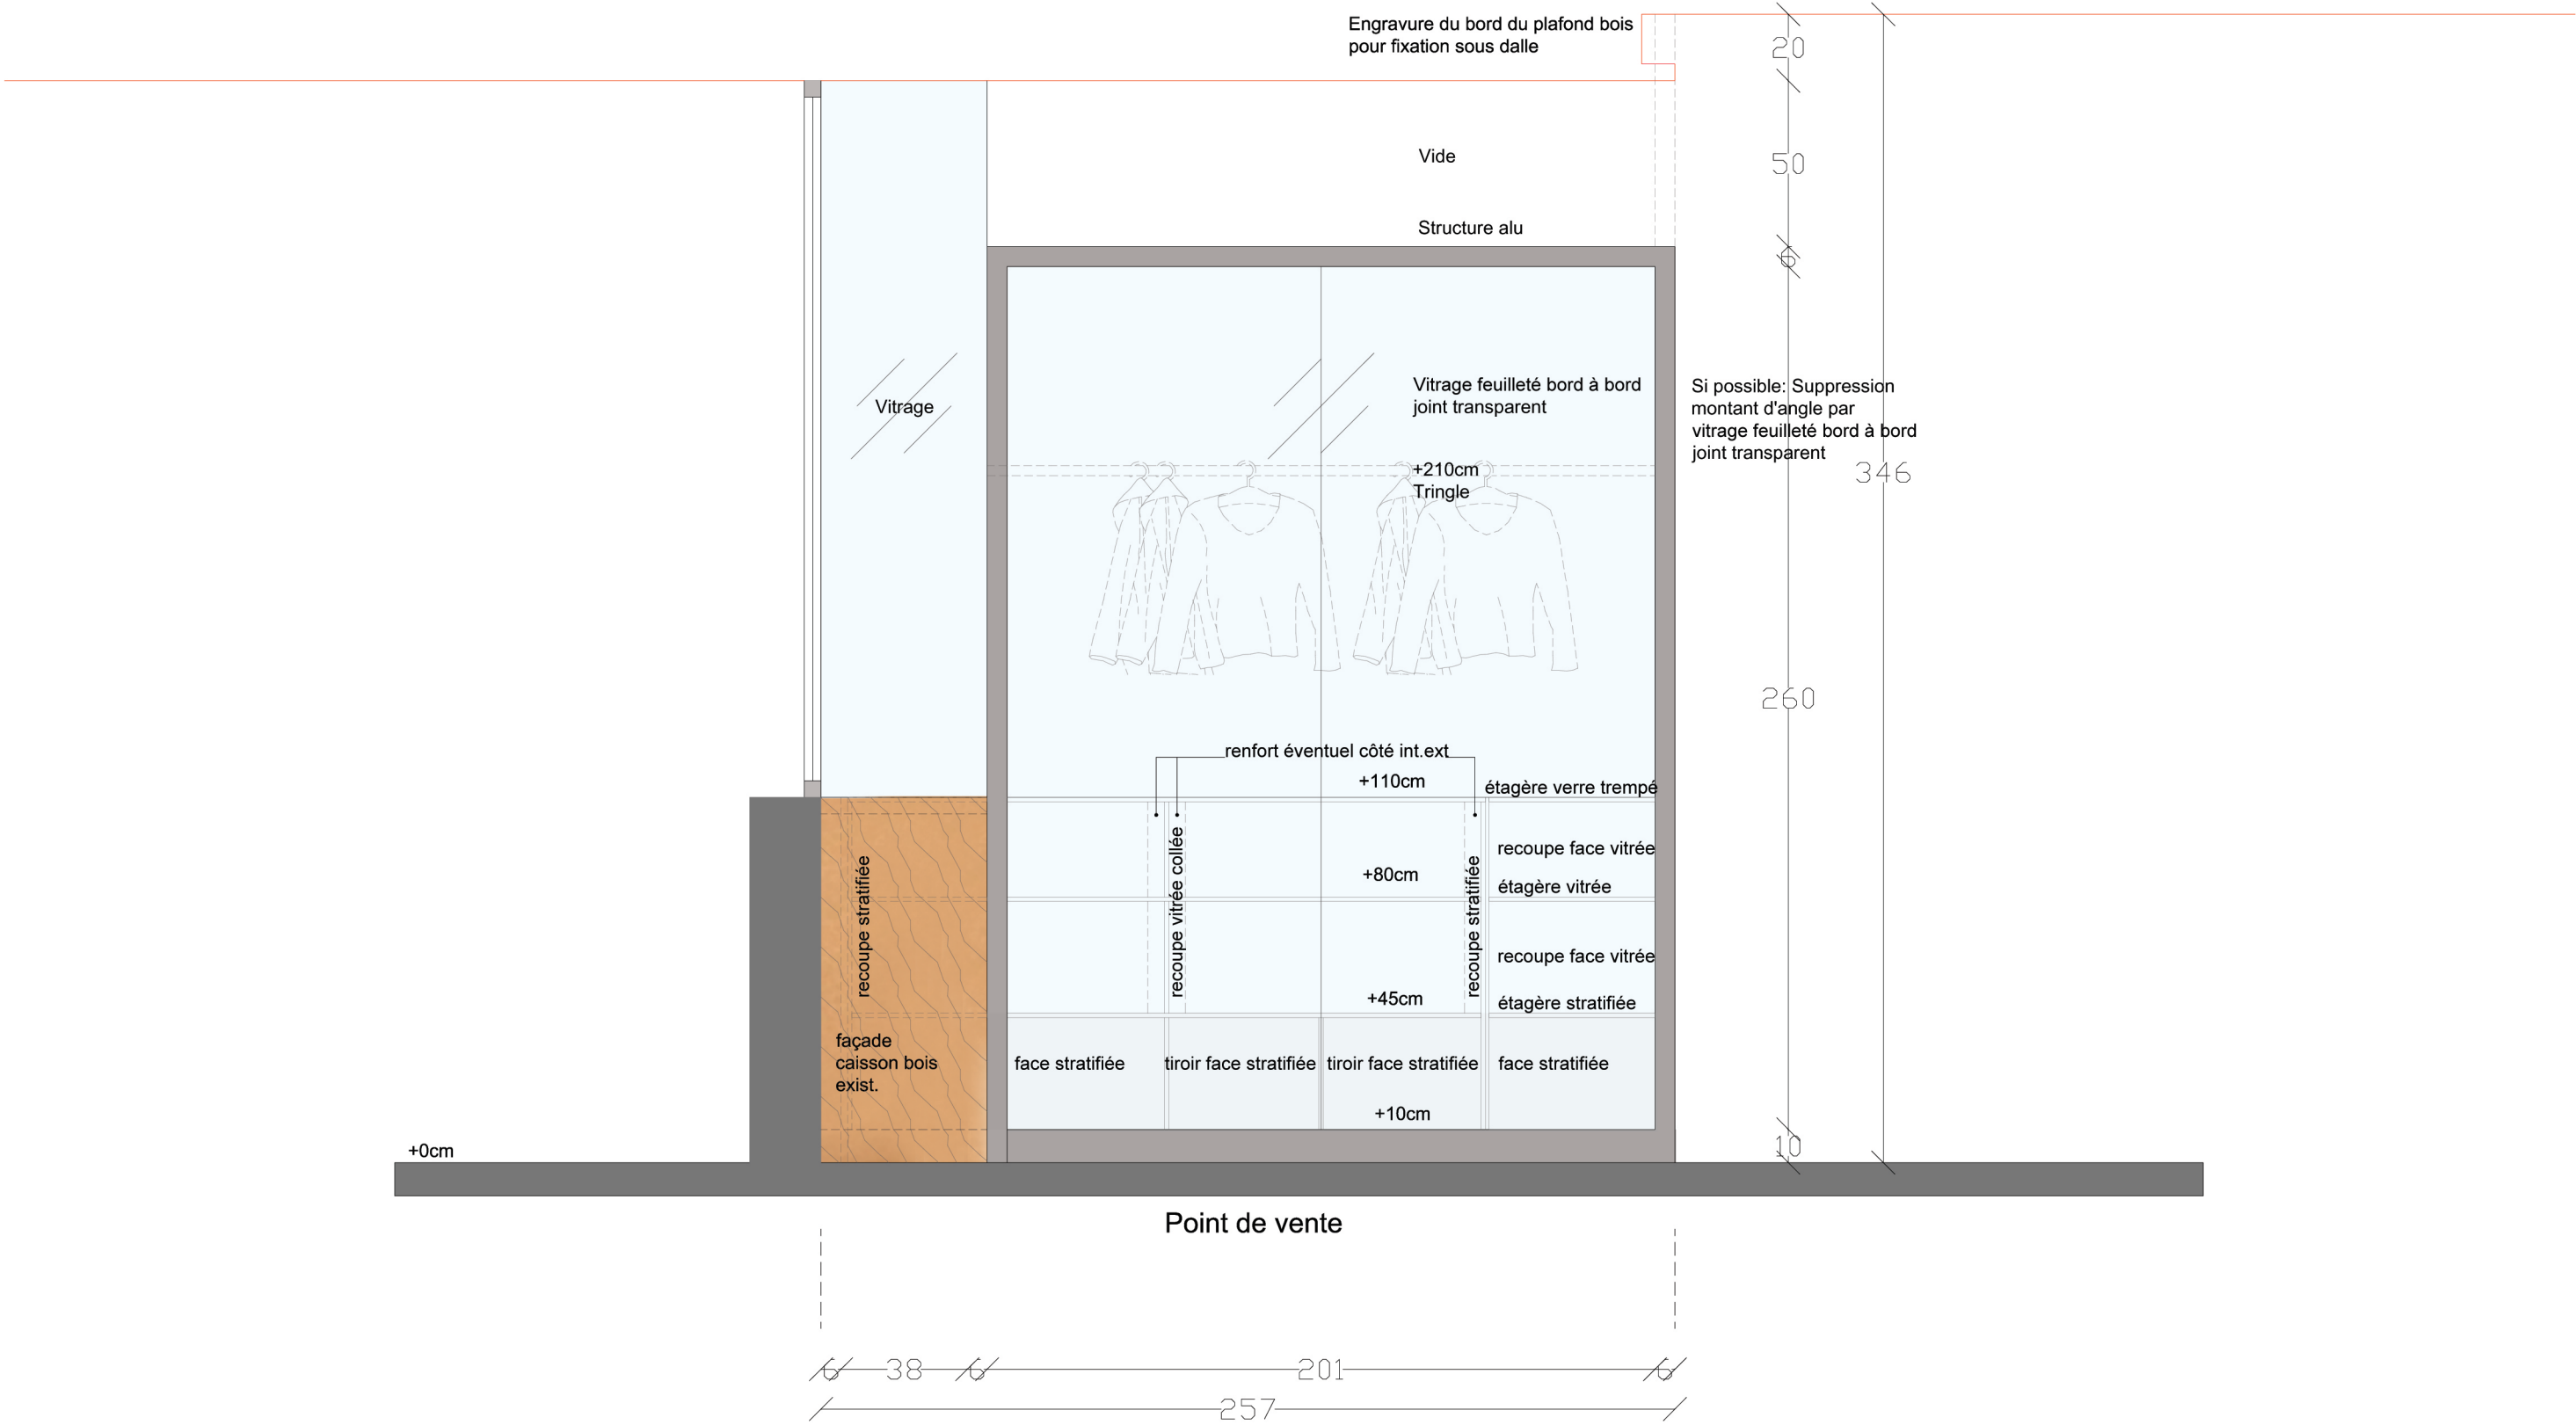 Engravure du bord du plafond bois
pour fixation sous dalle
20
Vide
50
Structure alu
6
Vitrage
Vitrage feuilleté bord à bord
joint transparent
Si possible: Suppression
montant d'angle par
vitrage feuilleté bord à bord
joint transparent
+210cm
Tringle
346
260
renfort éventuel côté int.ext
+110cm
étagère verre trempé
recoupe stratifiée
recoupe vitrée collée
recoupe stratifiée
recoupe face vitrée
+80cm
étagère vitrée
recoupe face vitrée
+45cm
étagère stratifiée
façade
caisson bois
exist.
face stratifiée
tiroir face stratifiée
tiroir face stratifiée
face stratifiée
+10cm
10
+0cm
Point de vente
6
38
6
201
6
257